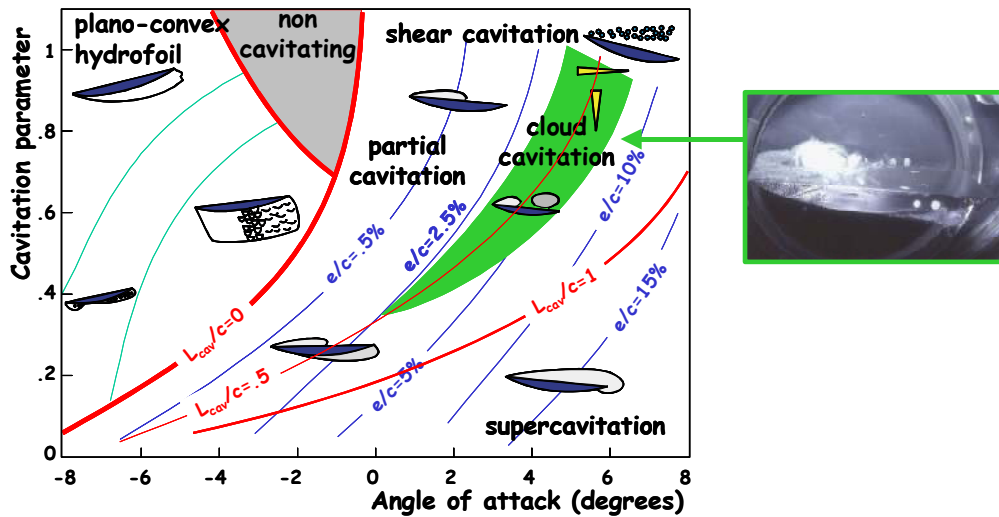 plano-convex
hydrofoil
non
cavitating
shear cavitation
cloud
cavitation
partial
cavitation
supercavitation
e/c=.5%
e/c=2.5%
e/c=5%
e/c=10%
e/c=15%
Lcav/c=0
Lcav/c=.5
Lcav/c=1
Cavitation parameter
1
.8
.6
.4
.2
0
-8 -6 -4 -2 0 2 4 6 8
Angle of attack (degrees)